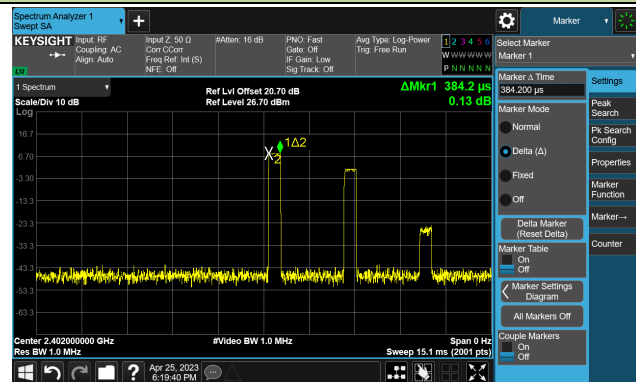 Spectrum Analyzer 1
Swept SA
Marker
KEYSIGHT
Input: RF
Coupling: AC
Align: Auto
Input Z: 50 Ω
Corr CCorr
Freq Ref: Int (S)
NFE: Off
#Atten: 16 dB
PNO: Fast
Gate: Off
IF Gain: Low
Sig Track: Off
Avg Type: Log-Power
Trig: Free Run
1 2 3 4 5 6
W W W W W W
P N N N N N
Select Marker
Marker 1
1 Spectrum
Scale/Div 10 dB
Ref Lvl Offset 20.70 dB
Ref Level 26.70 dBm
ΔMkr1 384.2 μs
0.13 dB
Log
16.7
6.70
-3.30
-13.3
-23.3
-33.3
-43.3
-53.3
-63.3
X2
1Δ2
Center 2.402000000 GHz
Res BW 1.0 MHz
#Video BW 1.0 MHz
Span 0 Hz
Sweep 15.1 ms (2001 pts)
Marker Δ Time
384.200 μs
Marker Mode
Normal
Delta (Δ)
Fixed
Off
Delta Marker
(Reset Delta)
Marker Table
On
Off
Marker Settings
Diagram
All Markers Off
Couple Markers
On
Off
Settings
Peak
Search
Pk Search
Config
Properties
Marker
Function
Marker→
Counter
Apr 25, 2023
6:19:40 PM